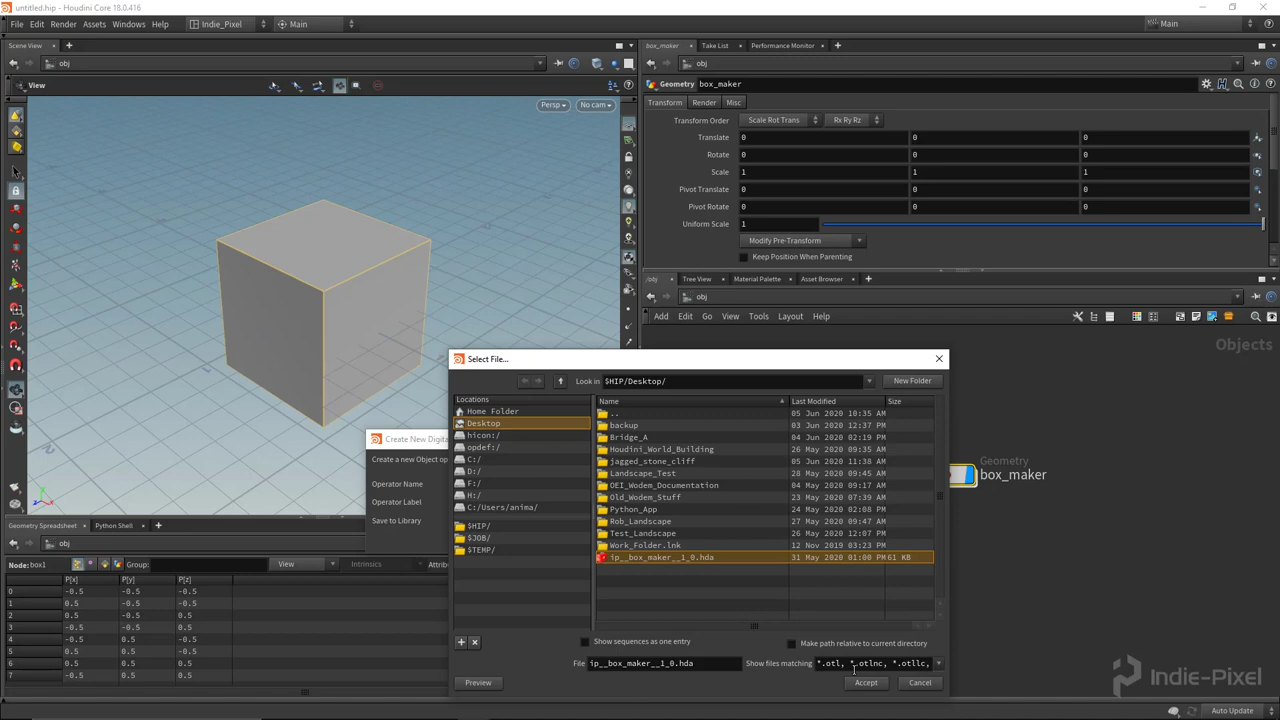 untitled.hip - Houdini Core 18.0.416
File Edit Render Assets Windows Help Indie_Pixel Main Main
Scene View box_maker Take List Performance Monitor
obj obj
View Geometry box_maker
Persp No cam Transform Render Misc
Transform Order Scale Rot Trans Rx Ry Rz
Translate 0 0 0
Rotate 0 0 0
Scale 1 1 1
Pivot Translate 0 0 0
Pivot Rotate 0 0 0
Uniform Scale 1
Modify Pre-Transform
Keep Position When Parenting
/obj Tree View Material Palette Asset Browser
obj
Add Edit Go View Tools Layout Help
Objects
Geometry
box_maker
Select File...
Look in $HIP/Desktop/ New Folder
Locations
Home Folder
Desktop
hicon:/
opdef:/
C:/
D:/
F:/
H:/
C:/Users/anima/
$HIP/
$JOB/
$TEMP/
Name Last Modified Size
.. 05 Jun 2020 10:35 AM
backup 03 Jun 2020 12:37 PM
Bridge_A 04 Jun 2020 02:19 PM
Houdini_World_Building 26 May 2020 09:35 AM
jagged_stone_cliff 05 Jun 2020 11:38 AM
Landscape_Test 28 May 2020 09:45 AM
OEI_Wodem_Documentation 10 May 2020 09:17 AM
Old_Wodem_Stuff 23 May 2020 07:39 AM
Python_App 24 May 2020 02:08 PM
Rob_Landscape 27 May 2020 09:47 AM
Test_Landscape 26 May 2020 12:07 PM
Work_Folder.lnk 12 Nov 2019 03:23 PM
ip__box_maker__1_0.hda 31 May 2020 01:00 PM 61 KB
Show sequences as one entry Make path relative to current directory
File ip__box_maker__1_0.hda Show files matching *.otl, *.otlnc, *.otllc,
Preview Accept Cancel
Create New Digita
Create a new Object op
Operator Name
Operator Label
Save to Library
Geometry Spreadsheet Python Shell
obj
Node: box1 Group: View Intrinsics Attrib
P[x] P[y] P[z]
0 -0.5 -0.5 -0.5
1 0.5 -0.5 -0.5
2 0.5 -0.5 0.5
3 -0.5 -0.5 0.5
4 -0.5 0.5 -0.5
5 0.5 0.5 -0.5
6 0.5 0.5 0.5
7 -0.5 0.5 0.5
Indie-Pixel
Auto Update